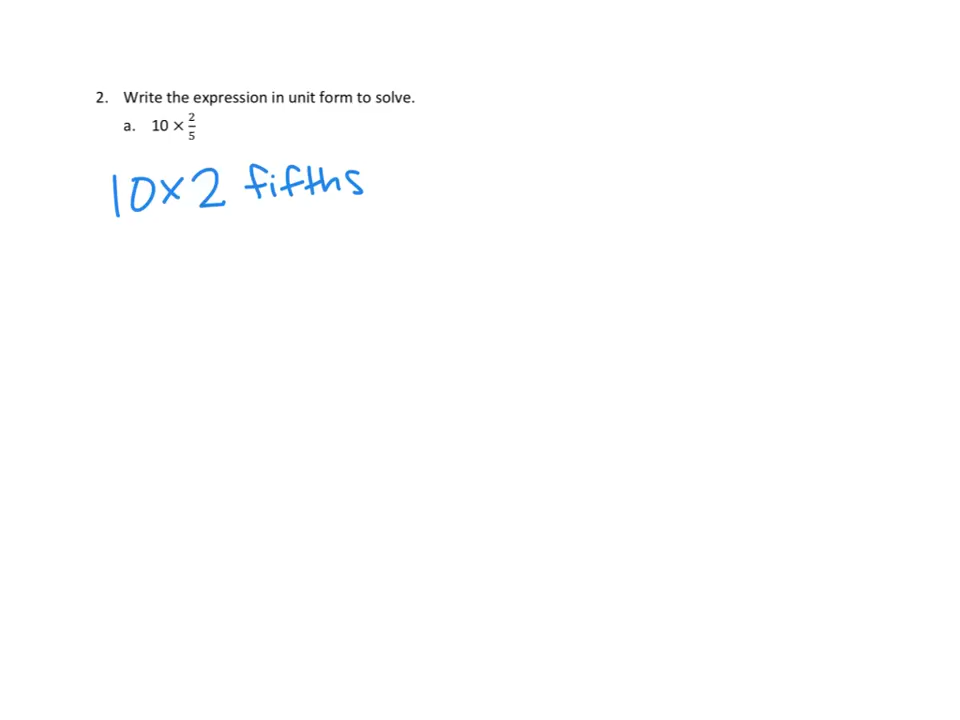 2. Write the expression in unit form to solve.
a. 10 × 2/5
10×2 fifths